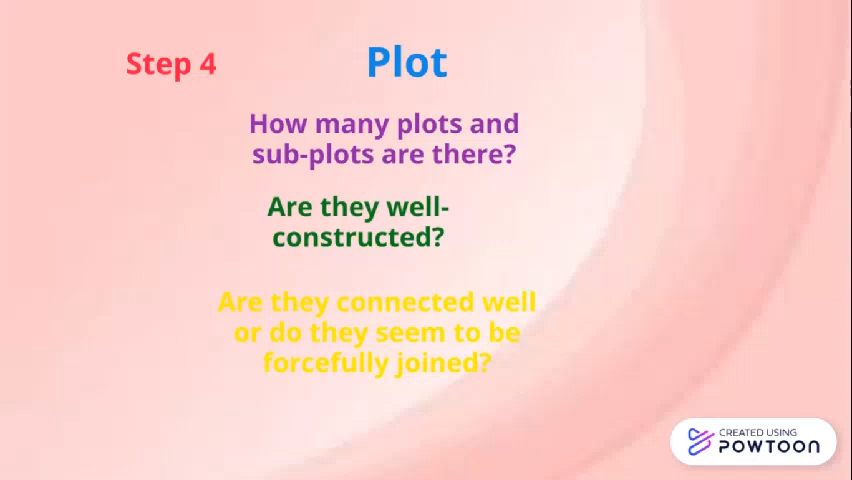 Step 4
Plot
How many plots and
sub-plots are there?
Are they well-
constructed?
Are they connected well
or do they seem to be
forcefully joined?
CREATED USING
POWTOON